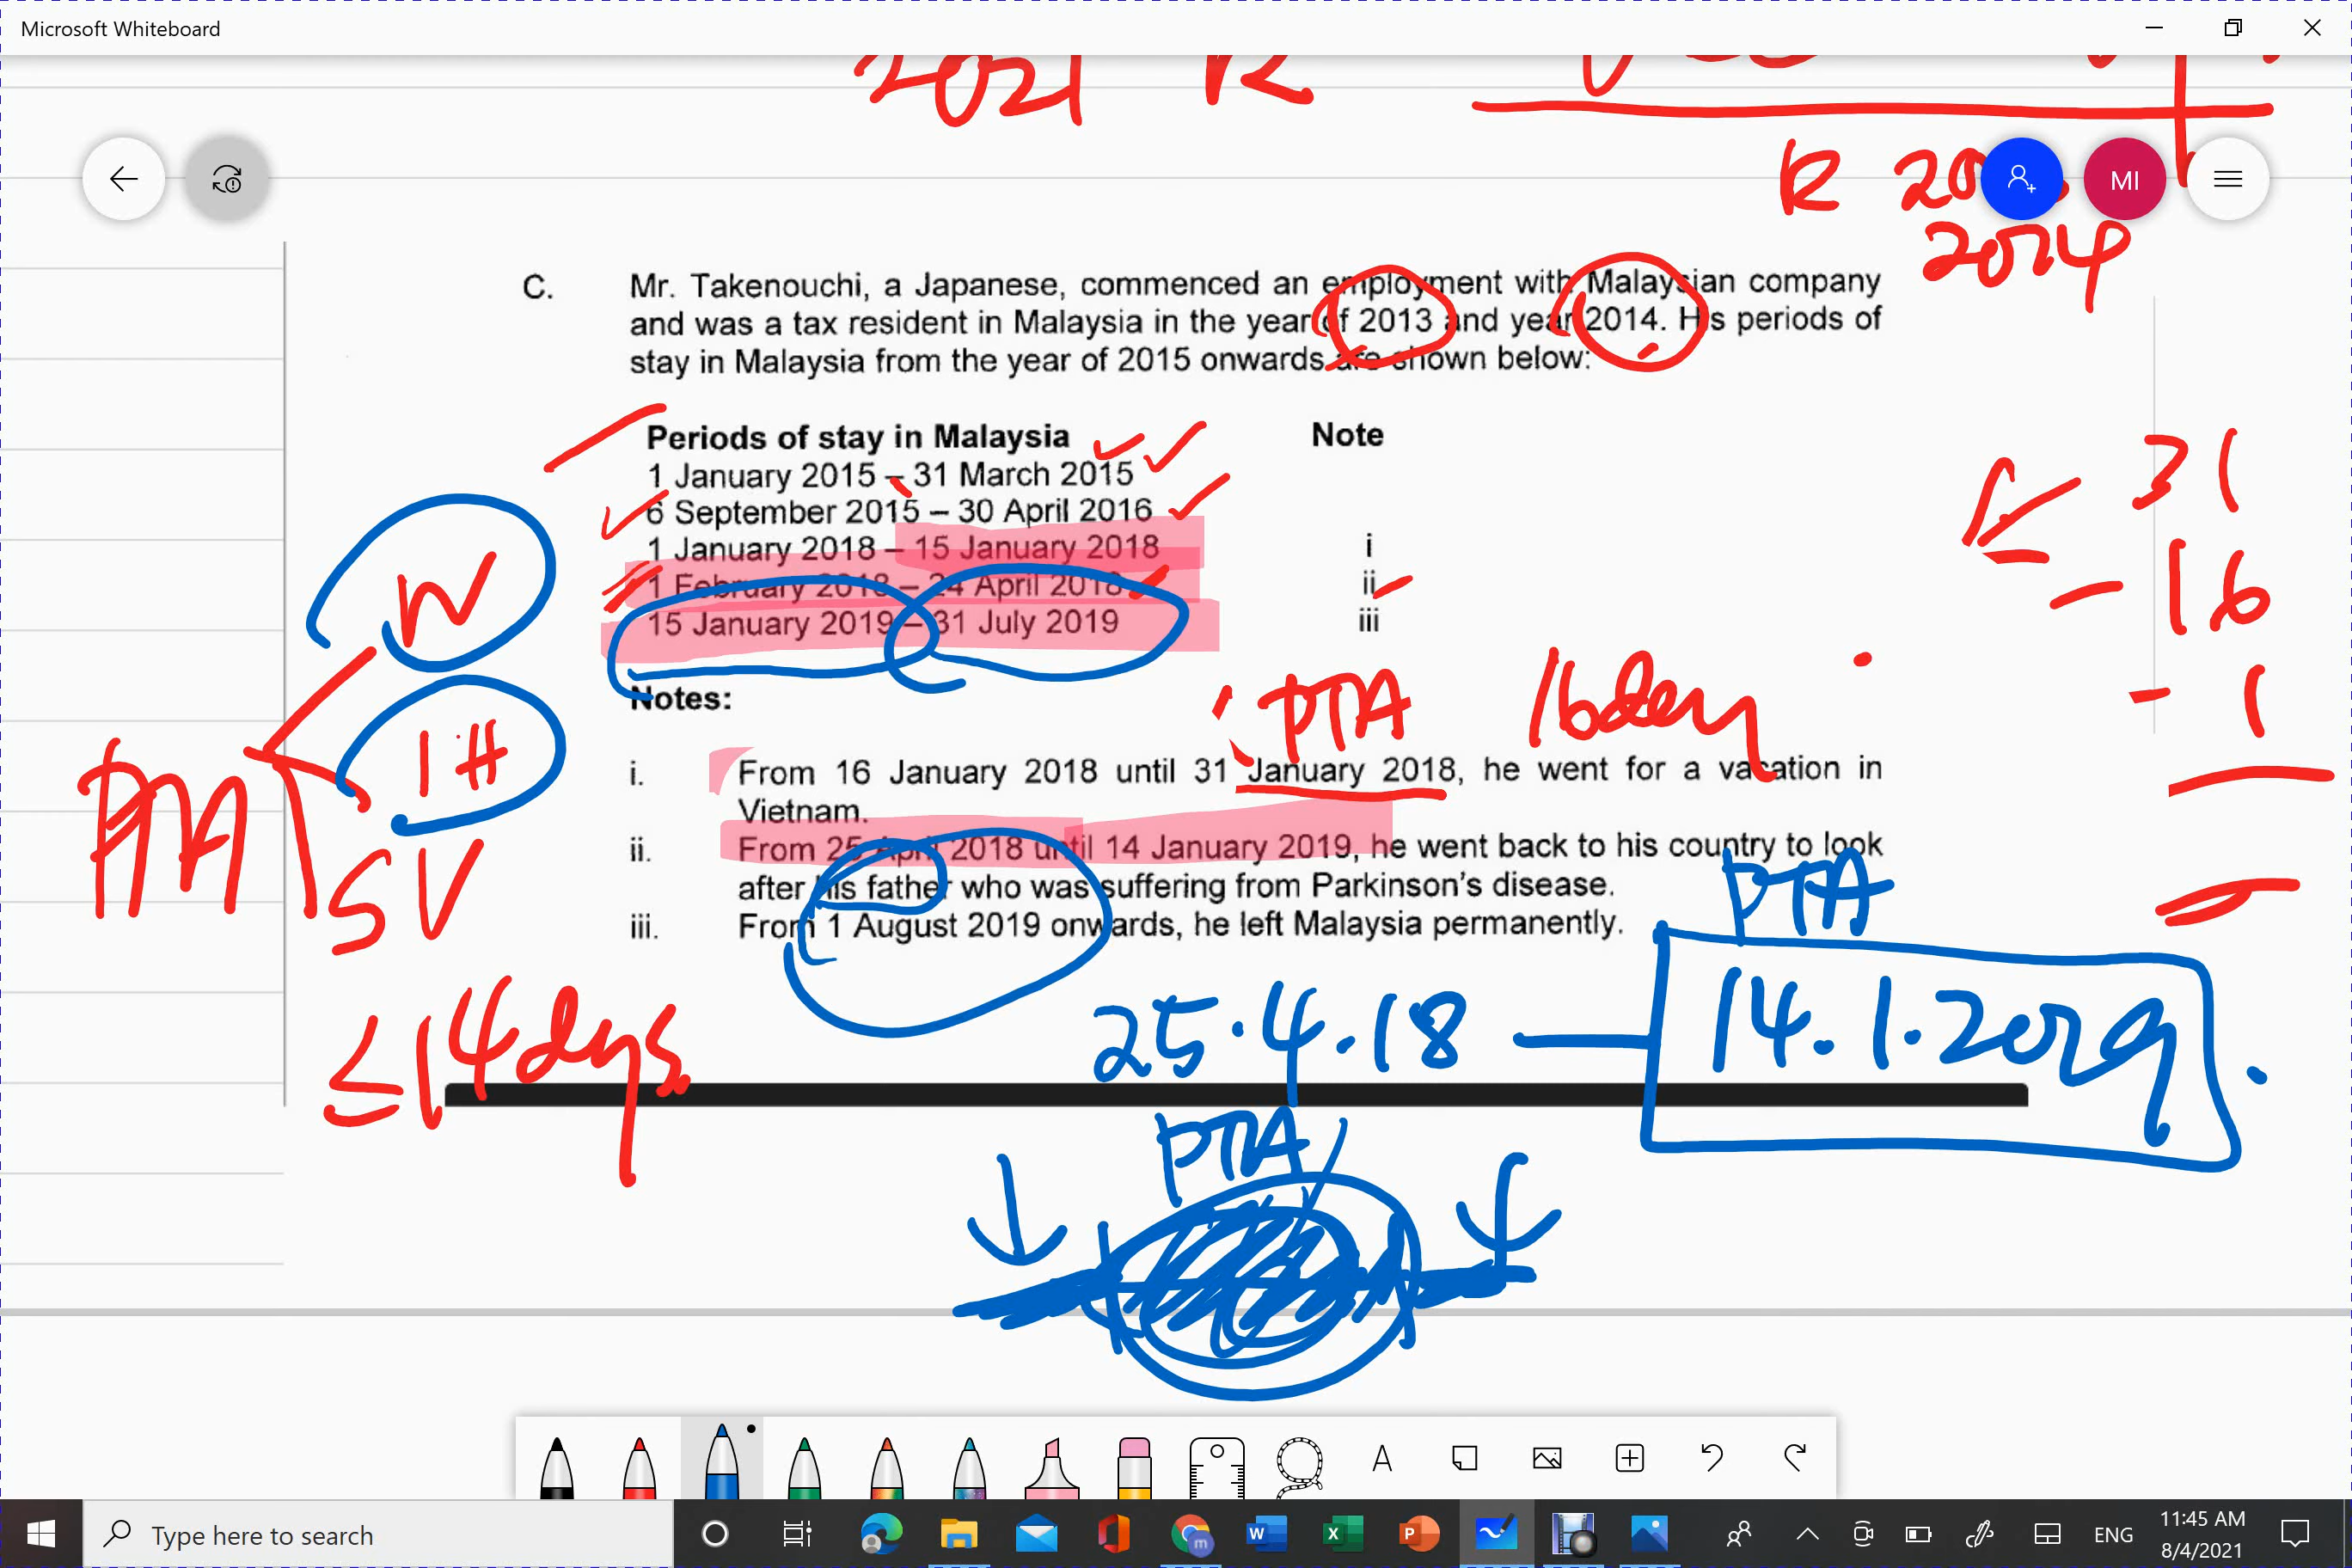 Microsoft Whiteboard
2021 R
R
2024
MI
C. Mr. Takenouchi, a Japanese, commenced an employment with Malaysian company
and was a tax resident in Malaysia in the year of 2013 and year 2014. His periods of
stay in Malaysia from the year of 2015 onwards are shown below:
Periods of stay in Malaysia Note
1 January 2015 – 31 March 2015
6 September 2015 – 30 April 2016
1 January 2018 – 15 January 2018 i
1 February 2018 – 24 April 2018 ii
15 January 2019 – 31 July 2019 iii
31
- 16
- 1
W
1H
SV
≤14 days
Notes:
PTA 16 day
i. From 16 January 2018 until 31 January 2018, he went for a vacation in
Vietnam.
ii. From 25 April 2018 until 14 January 2019, he went back to his country to look
after his father who was suffering from Parkinson's disease.
iii. From 1 August 2019 onwards, he left Malaysia permanently.
PTA
25.4.18 — 14.1.2019
PTA
A
Type here to search
ENG
11:45 AM
8/4/2021